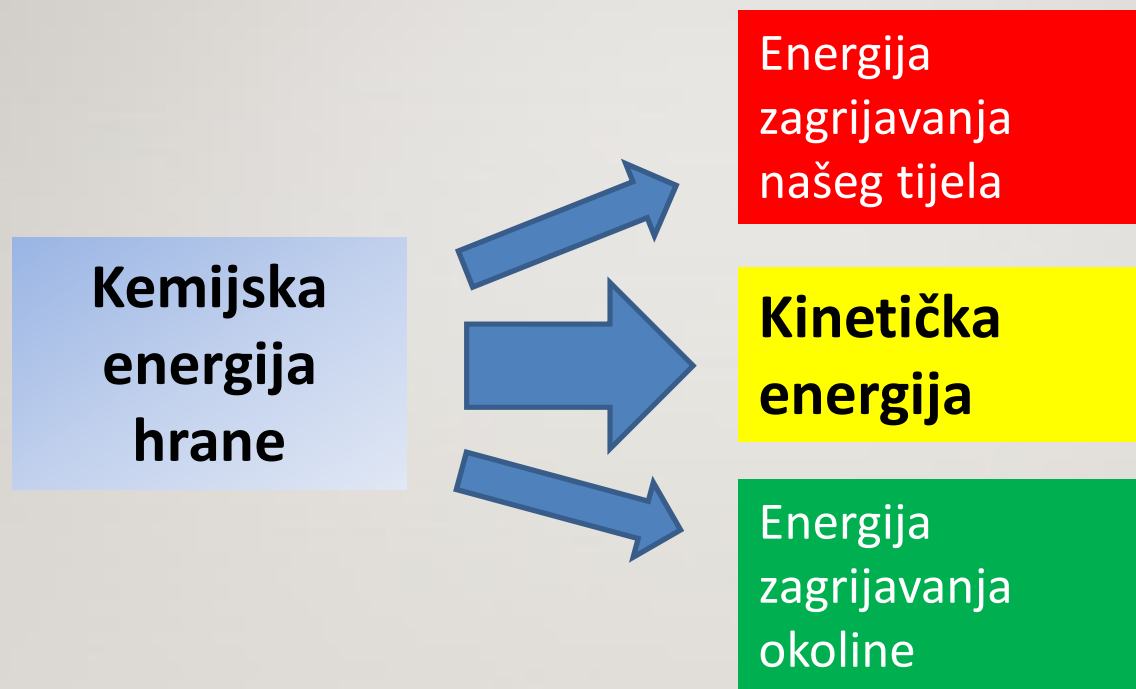 Kemijska
energija
hrane
Energija
zagrijavanja
našeg tijela
Kinetička
energija
Energija
zagrijavanja
okoline